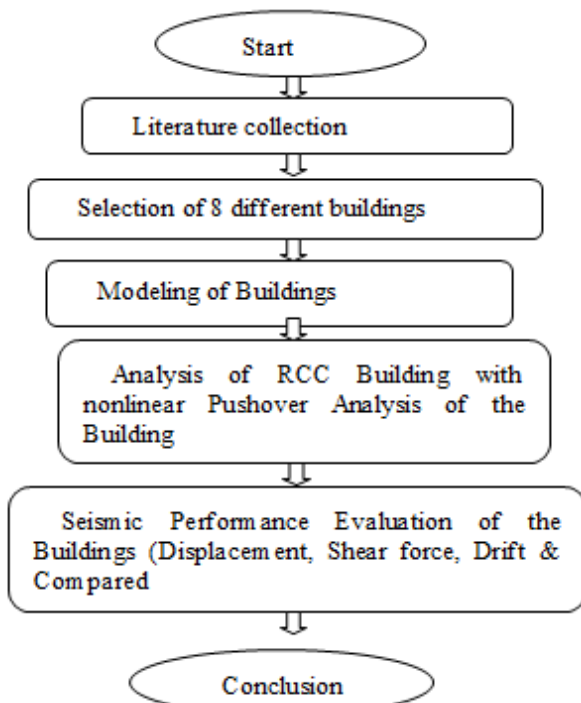 Start
Literature collection
Selection of 8 different buildings
Modeling of Buildings
Analysis of RCC Building with
nonlinear Pushover Analysis of the
Building
Seismic Performance Evaluation of the
Buildings (Displacement, Shear force, Drift &
Compared
Conclusion